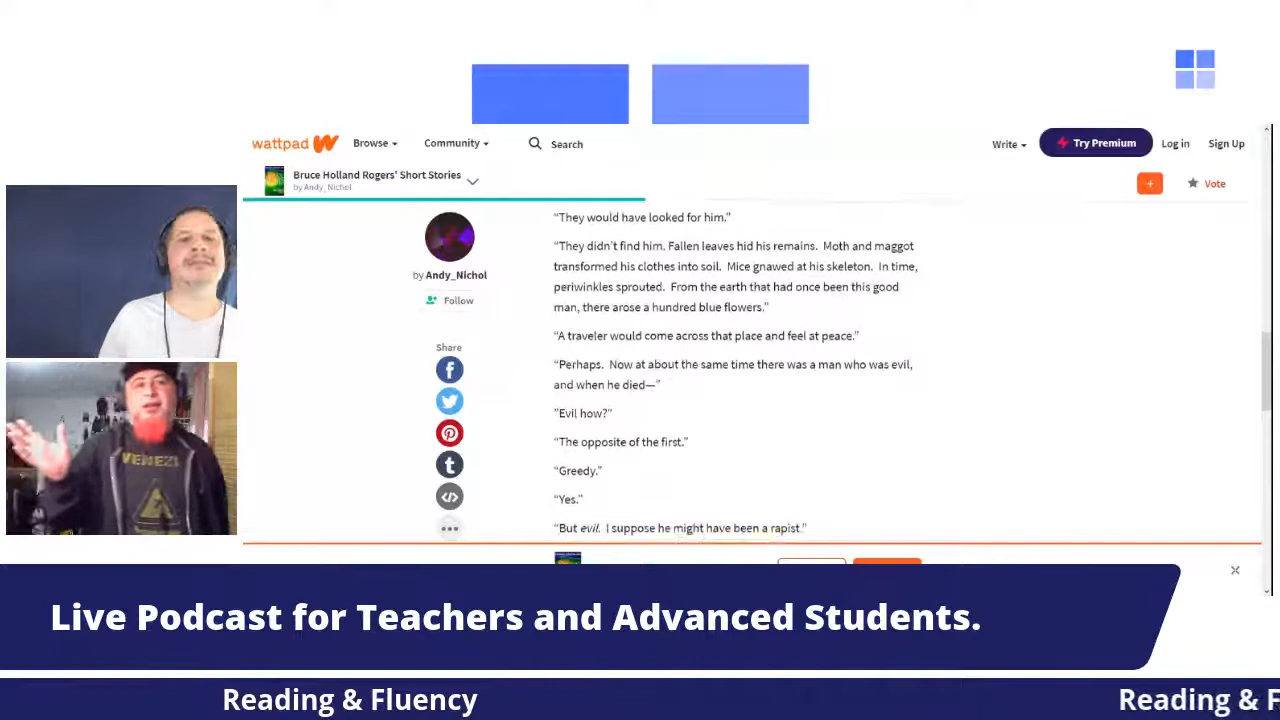 wattpad
Browse
Community
Search
Write
Try Premium
Log in
Sign Up
Bruce Holland Rogers' Short Stories
by Andy_Nichol
+
Vote
by Andy_Nichol
Follow
Share
“They would have looked for him.”
“They didn’t find him. Fallen leaves hid his remains. Moth and maggot
transformed his clothes into soil. Mice gnawed at his skeleton. In time,
periwinkles sprouted. From the earth that had once been this good
man, there arose a hundred blue flowers.”
“A traveler would come across that place and feel at peace.”
“Perhaps. Now at about the same time there was a man who was evil,
and when he died—”
“Evil how?”
“The opposite of the first.”
“Greedy.”
“Yes.”
“But evil. I suppose he might have been a rapist.”
VENEZI
Live Podcast for Teachers and Advanced Students.
Reading & Fluency
Reading & F